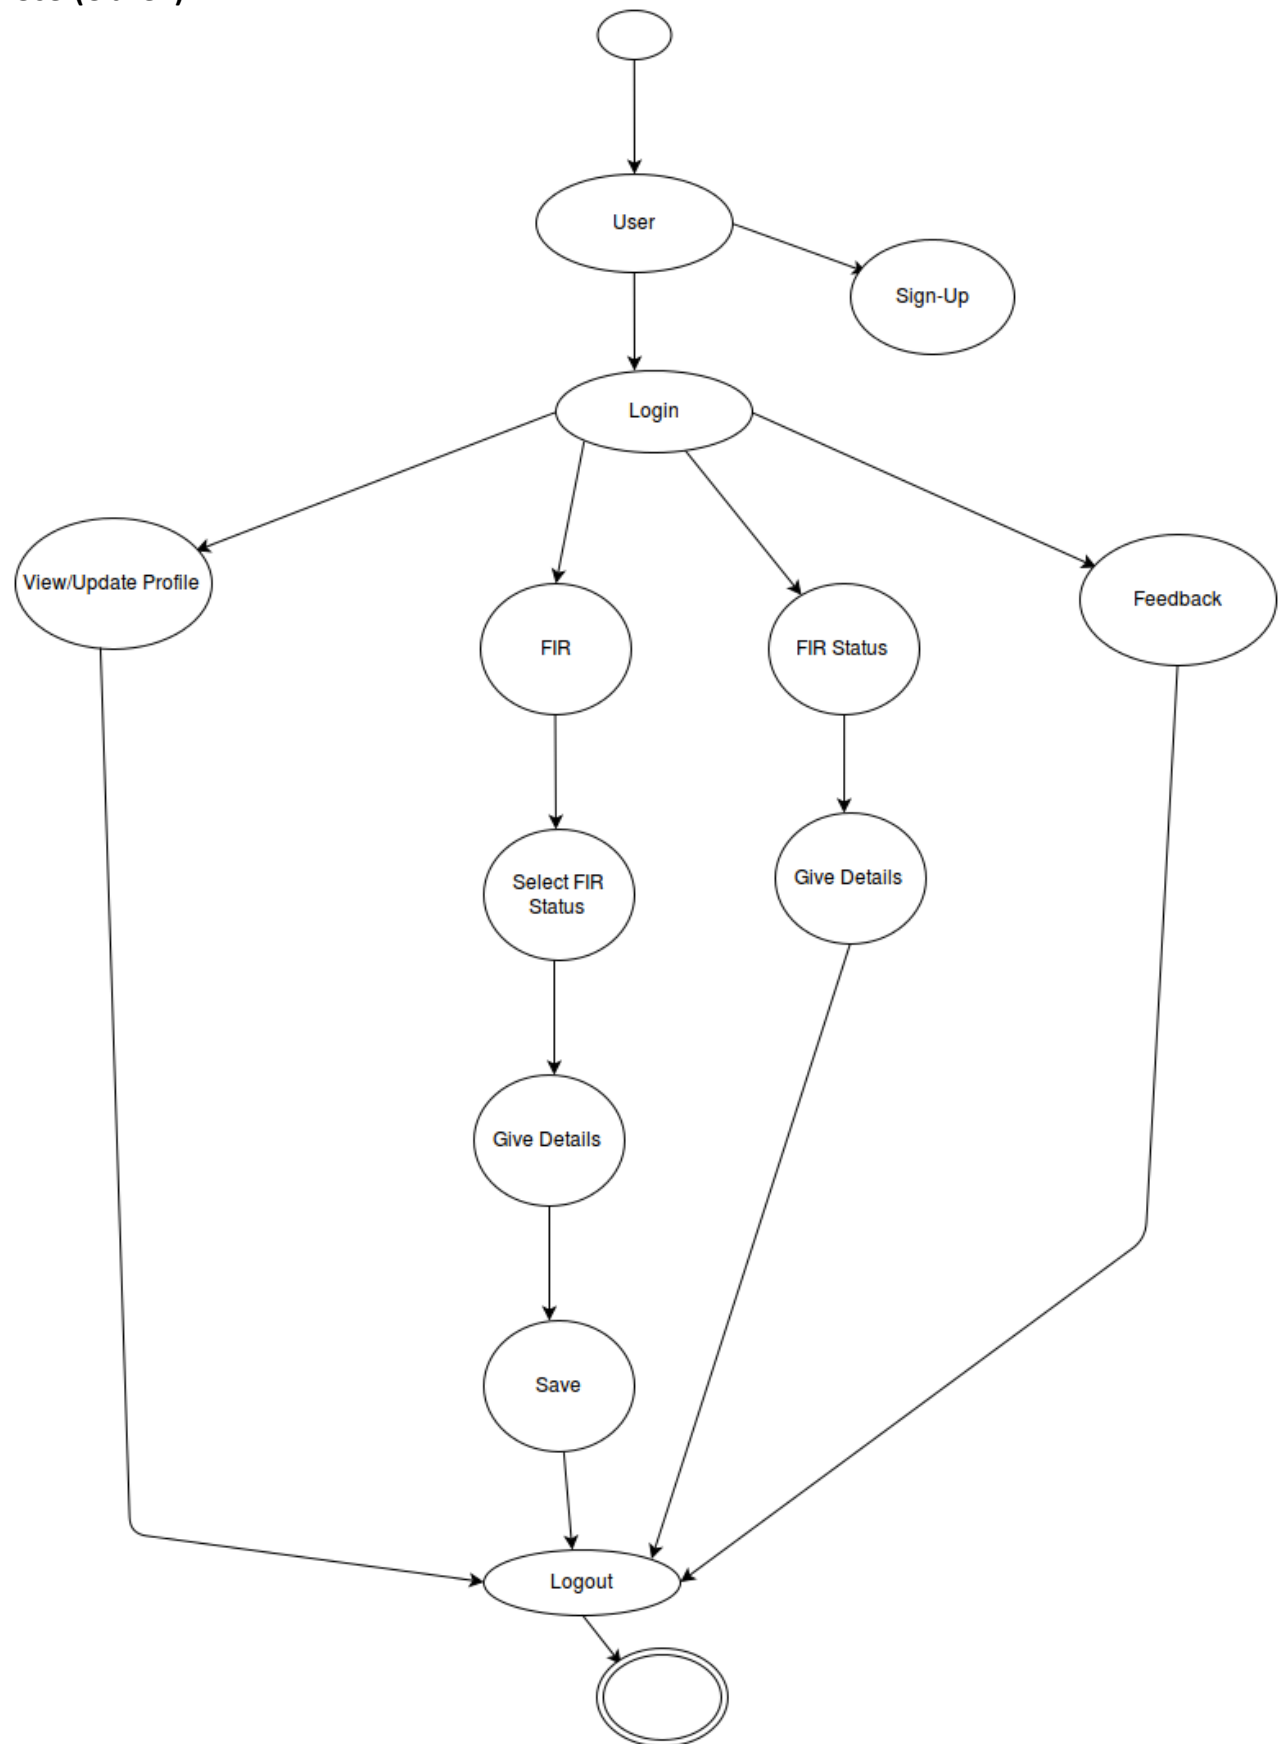 User
Sign-Up
Login
View/Update Profile
FIR
FIR Status
Feedback
Select FIR
Status
Give Details
Give Details
Save
Logout